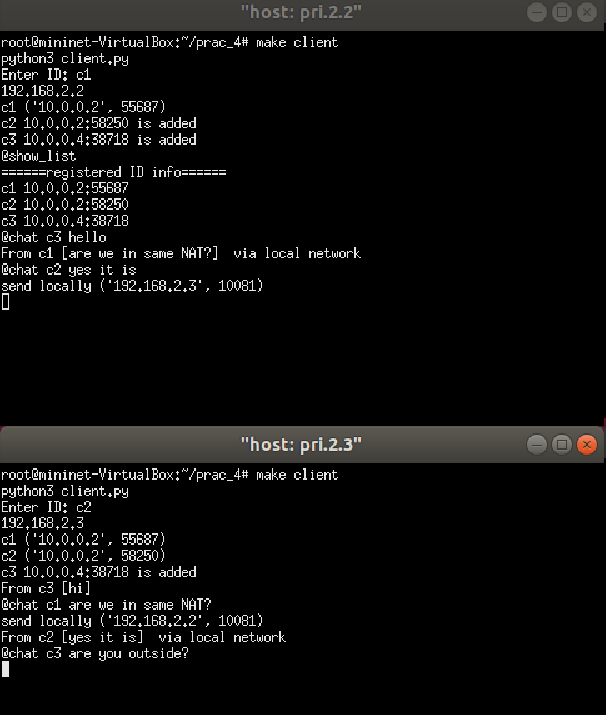 "host: pri.2.2"
root@mininet-VirtualBox:~/prac_4# make client
python3 client.py
Enter ID: c1
192.168.2.2
c1 ('10.0.0.2', 55687)
c2 10.0.0.2:58250 is added
c3 10.0.0.4:38718 is added
@show_list
======registered ID info======
c1 10.0.0.2:55687
c2 10.0.0.2:58250
c3 10.0.0.4:38718
@chat c3 hello
From c1 [are we in same NAT?]  via local network
@chat c2 yes it is
send locally ('192.168.2.3', 10081)
"host: pri.2.3"
root@mininet-VirtualBox:~/prac_4# make client
python3 client.py
Enter ID: c2
192.168.2.3
c1 ('10.0.0.2', 55687)
c2 ('10.0.0.2', 58250)
c3 10.0.0.4:38718 is added
From c3 [hi]
@chat c1 are we in same NAT?
send locally ('192.168.2.2', 10081)
From c2 [yes it is]  via local network
@chat c3 are you outside?